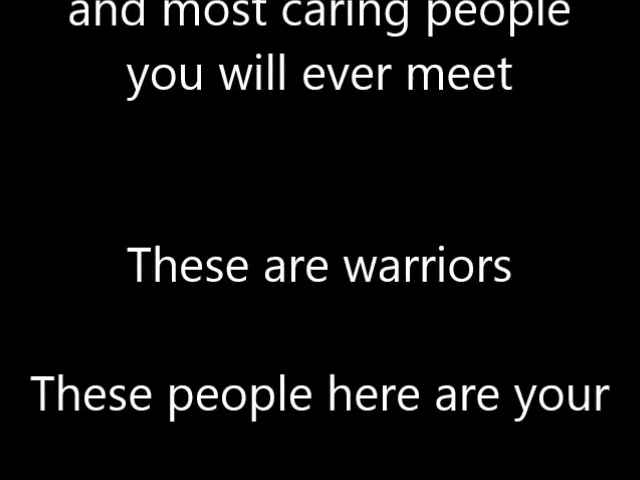 and most caring people
you will ever meet
These are warriors
These people here are your